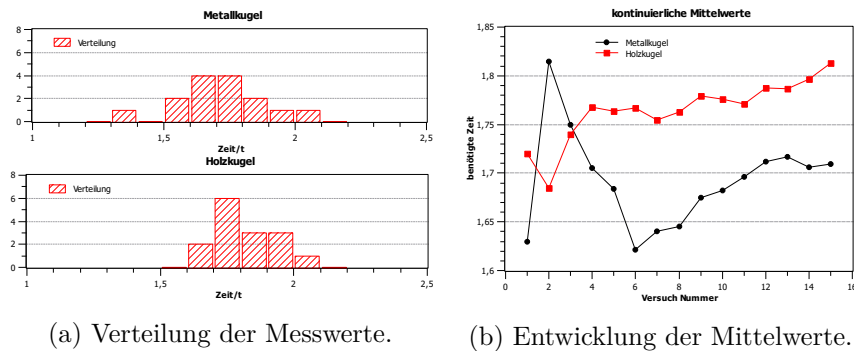 Metallkugel
8
6
4
2
0
Verteilung
1 1,5 2 2,5
Zeit/t
Holzkugel
8
6
4
2
0
Verteilung
1 1,5 2 2,5
Zeit/t
(a) Verteilung der Messwerte.
kontinuierliche Mittelwerte
1,85
1,8
1,75
1,7
1,65
1,6
benötigte Zeit
Metallkugel
Holzkugel
0 2 4 6 8 10 12 14 16
Versuch Nummer
(b) Entwicklung der Mittelwerte.